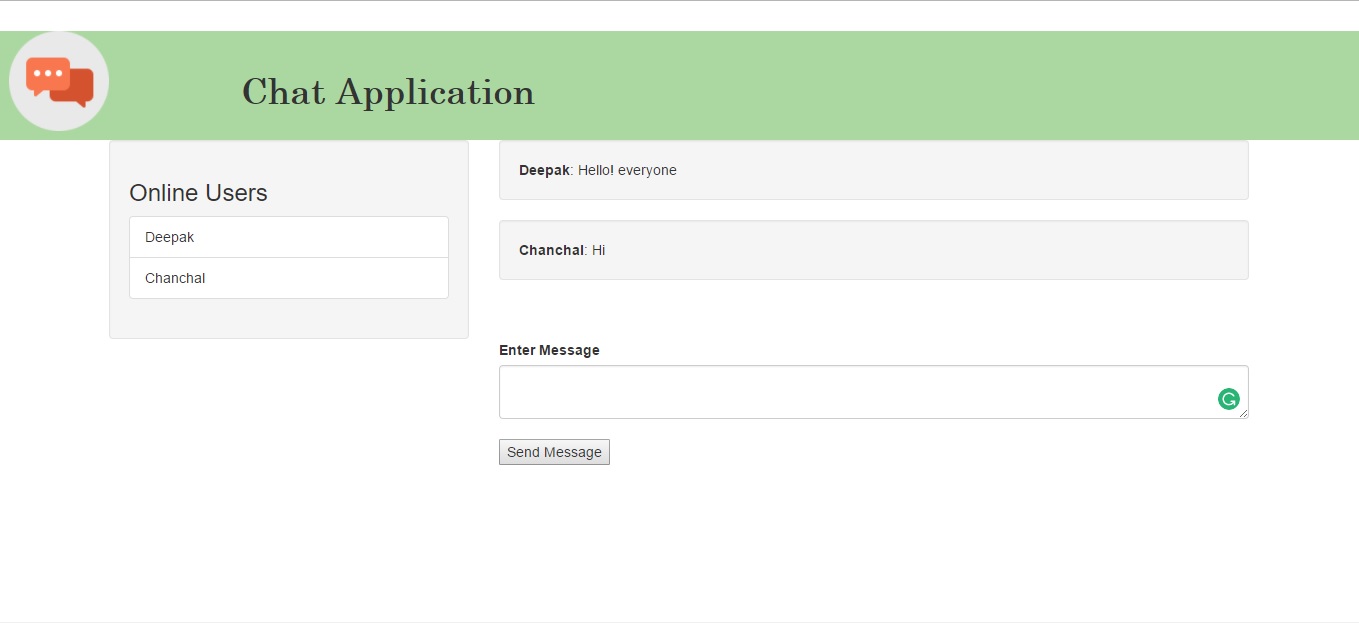 Chat Application
Online Users
Deepak
Chanchal
Deepak: Hello! everyone
Chanchal: Hi
Enter Message
Send Message